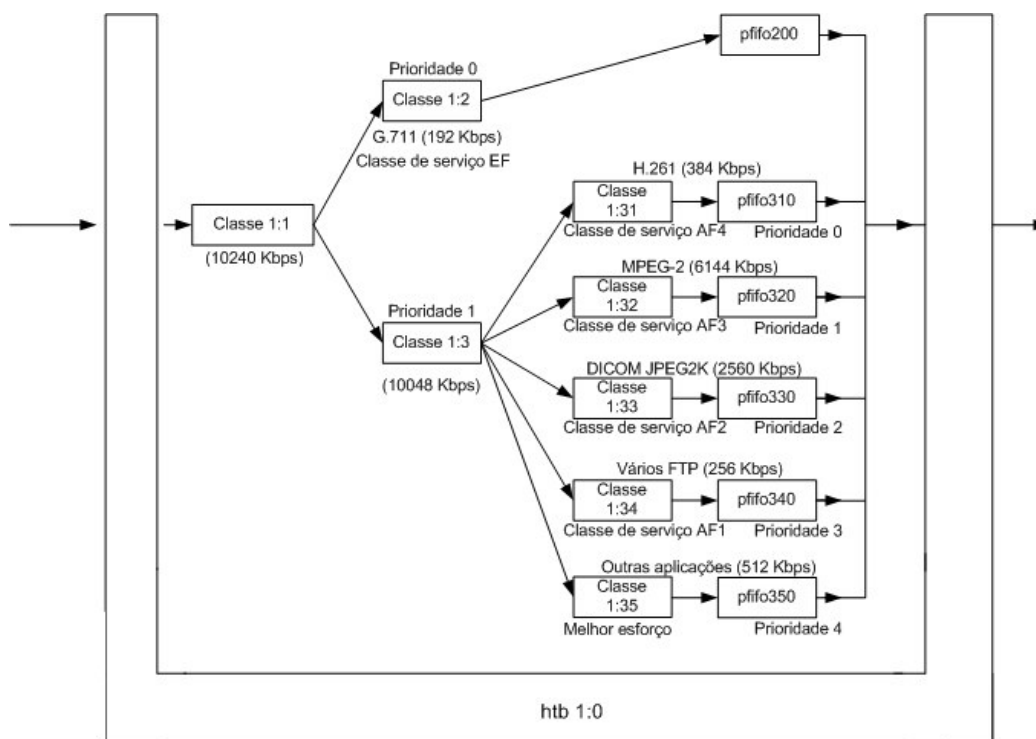 pfifo200
Prioridade 0
Classe 1:2
G.711 (192 Kbps)
Classe de serviço EF
Classe 1:1
(10240 Kbps)
Prioridade 1
Classe 1:3
(10048 Kbps)
H.261 (384 Kbps)
Classe
1:31
pfifo310
Classe de serviço AF4
Prioridade 0
MPEG-2 (6144 Kbps)
Classe
1:32
pfifo320
Classe de serviço AF3
Prioridade 1
DICOM JPEG2K (2560 Kbps)
Classe
1:33
pfifo330
Classe de serviço AF2
Prioridade 2
Vários FTP (256 Kbps)
Classe
1:34
pfifo340
Classe de serviço AF1
Prioridade 3
Outras aplicações (512 Kbps)
Classe
1:35
pfifo350
Melhor esforço
Prioridade 4
htb 1:0